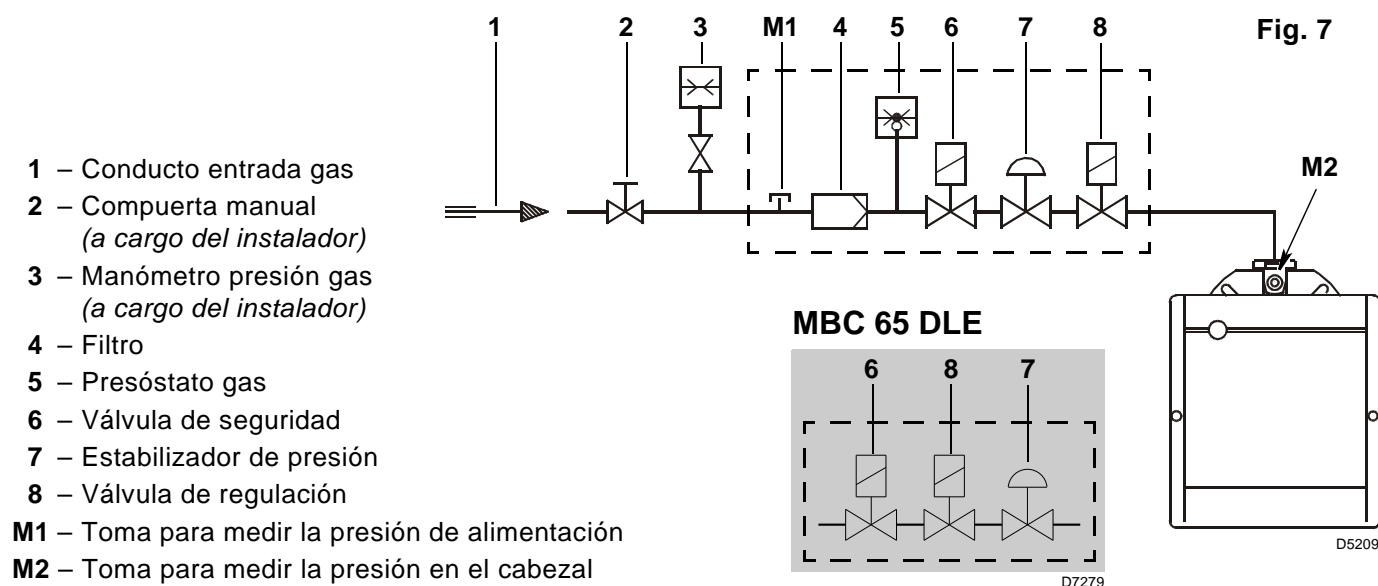 1 2 3 M1 4 5 6 7 8 Fig. 7
1 – Conducto entrada gas
2 – Compuerta manual
(a cargo del instalador)
3 – Manómetro presión gas
(a cargo del instalador)
4 – Filtro
5 – Presóstato gas
6 – Válvula de seguridad
7 – Estabilizador de presión
8 – Válvula de regulación
M1 – Toma para medir la presión de alimentación
M2 – Toma para medir la presión en el cabezal
M2
MBC 65 DLE
6 8 7
D5209
D7279